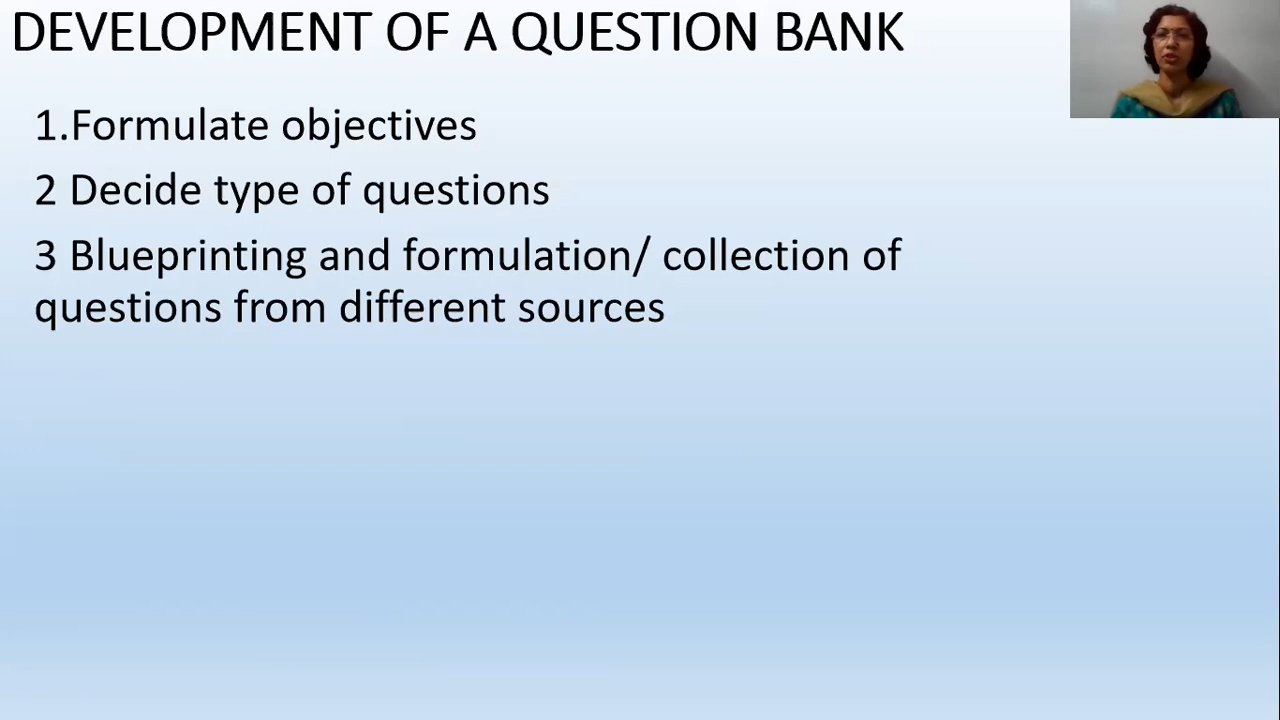 DEVELOPMENT OF A QUESTION BANK
1.Formulate objectives
2 Decide type of questions
3 Blueprinting and formulation/ collection of
questions from different sources